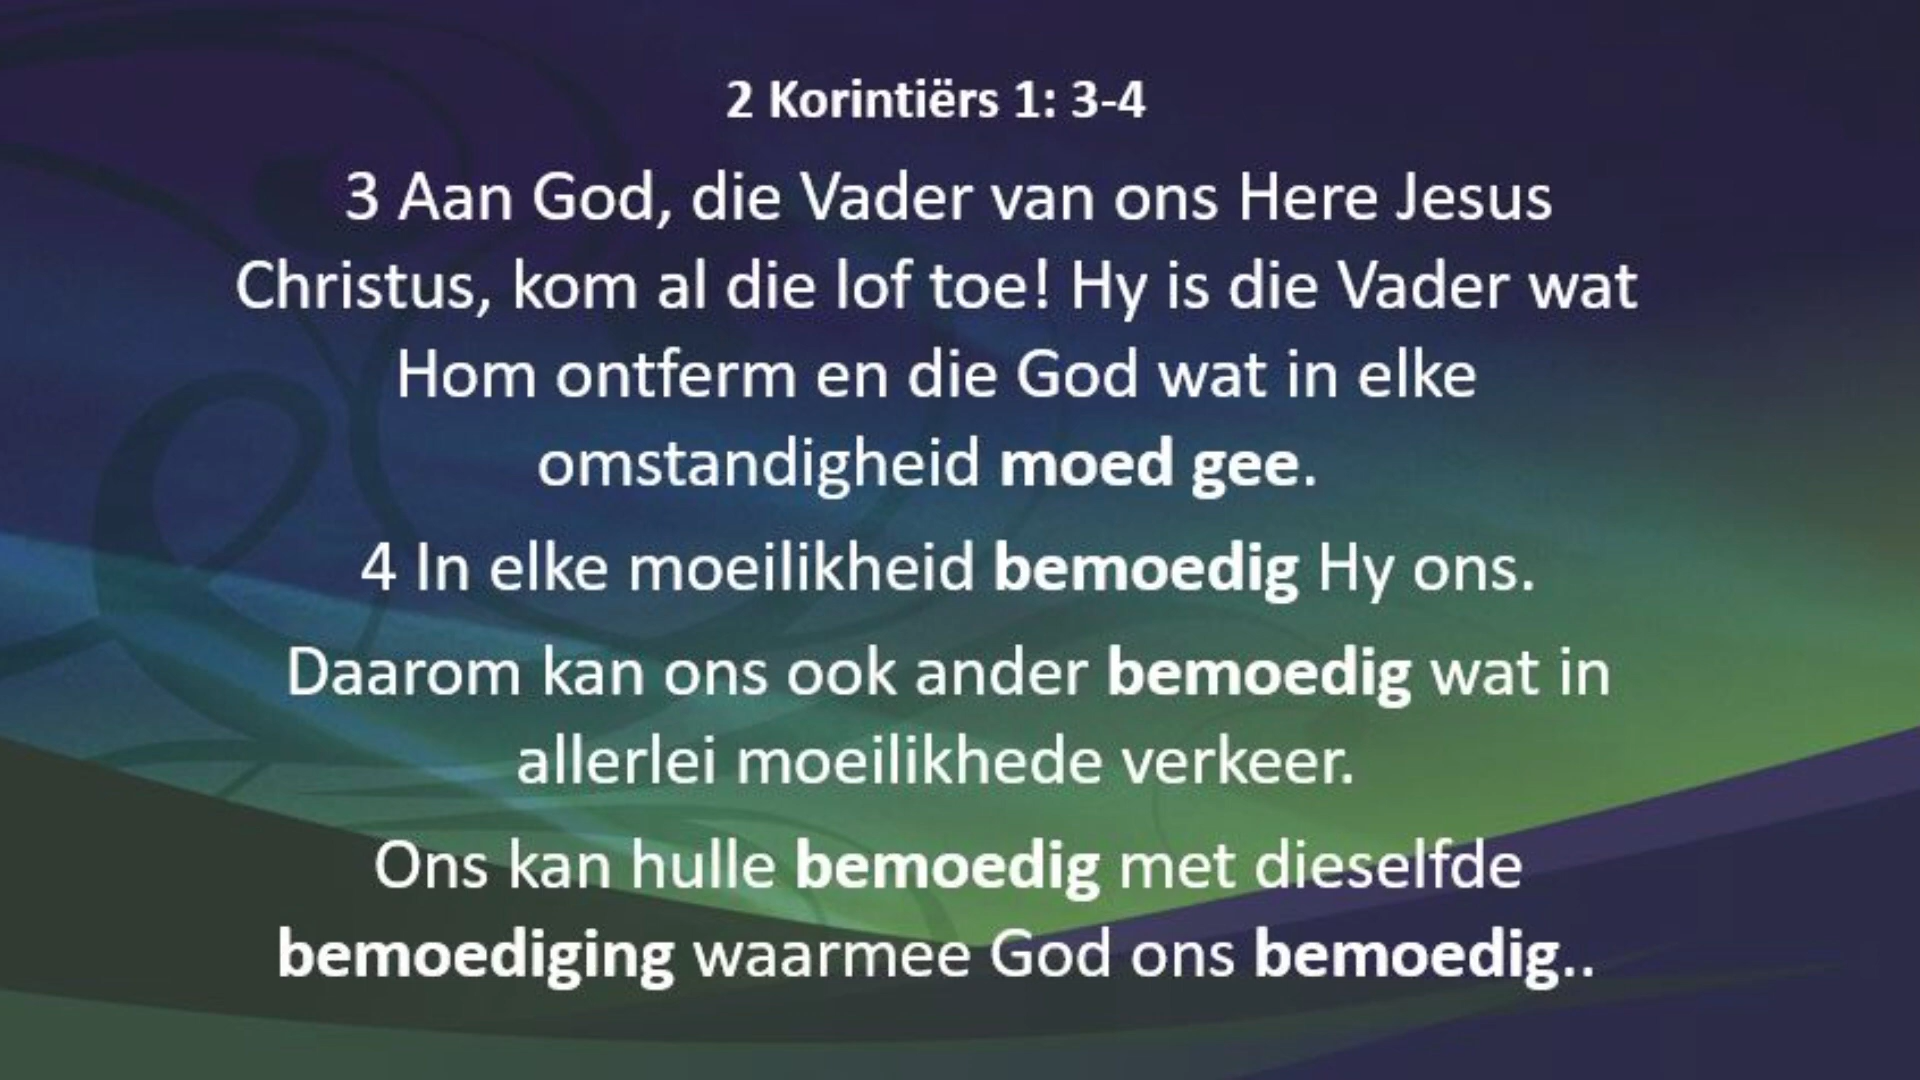 2 Korintiërs 1: 3-4
3 Aan God, die Vader van ons Here Jesus
Christus, kom al die lof toe! Hy is die Vader wat
Hom ontferm en die God wat in elke
omstandigheid moed gee.
4 In elke moeilikheid bemoedig Hy ons.
Daarom kan ons ook ander bemoedig wat in
allerlei moeilikhede verkeer.
Ons kan hulle bemoedig met dieselfde
bemoediging waarmee God ons bemoedig..